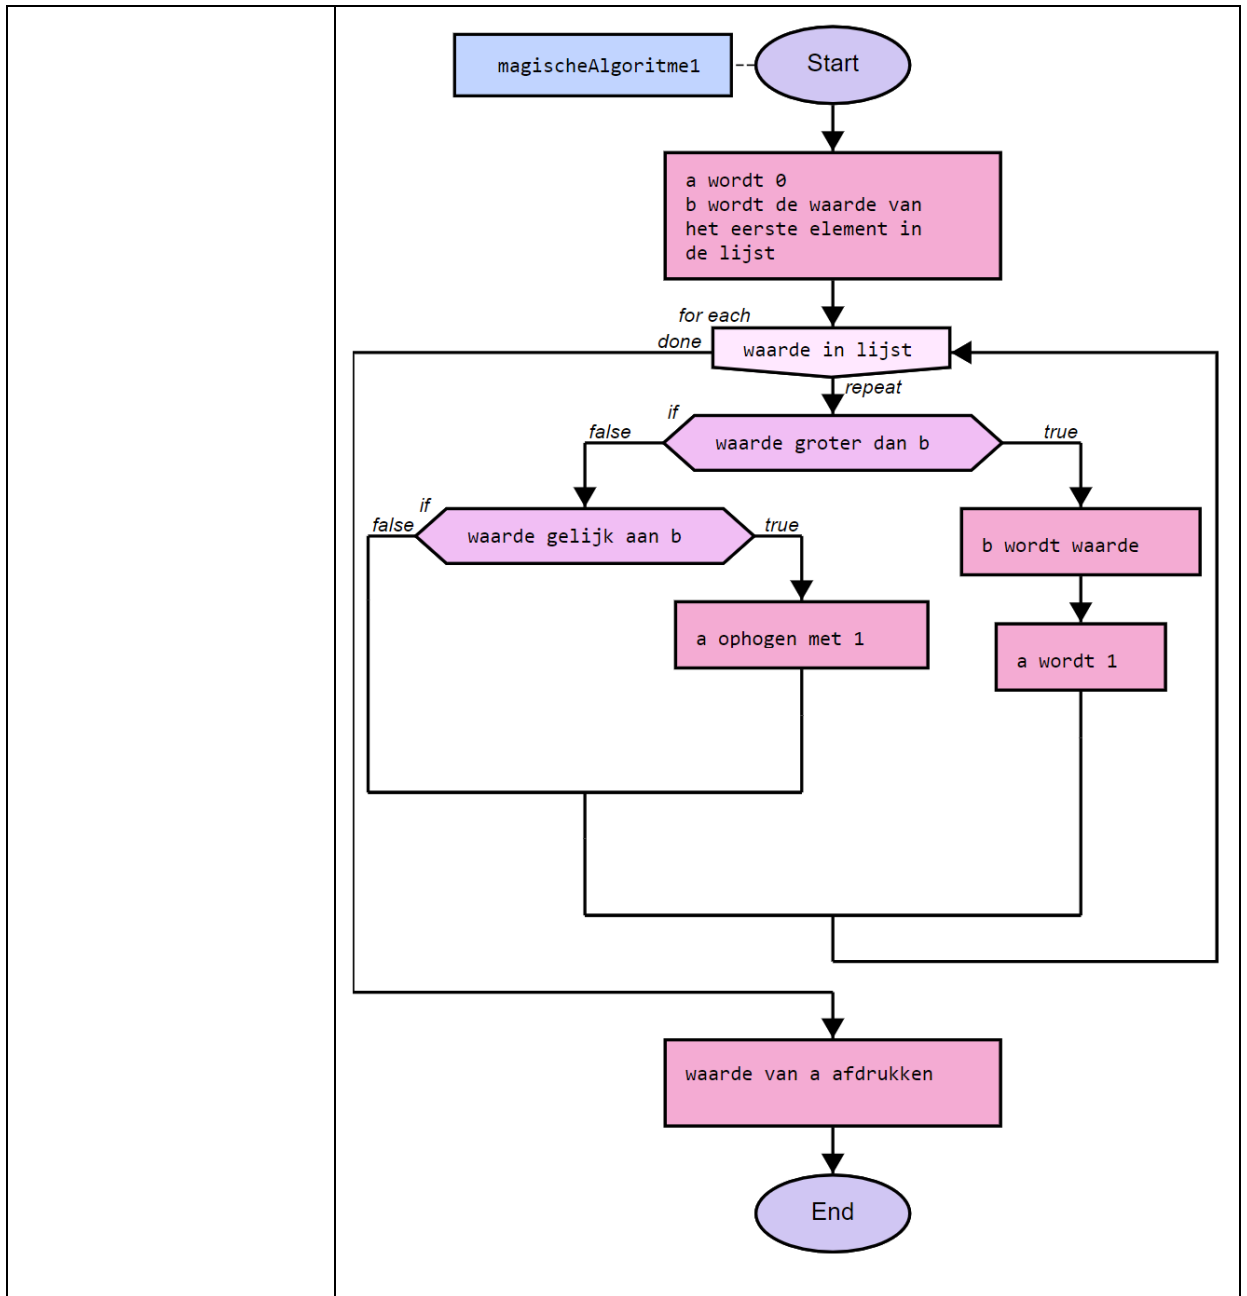 magischeAlgoritme1
Start
a wordt 0
b wordt de waarde van
het eerste element in
de lijst
for each
done
waarde in lijst
repeat
if
false
waarde groter dan b
true
if
false
waarde gelijk aan b
true
b wordt waarde
a ophogen met 1
a wordt 1
waarde van a afdrukken
End